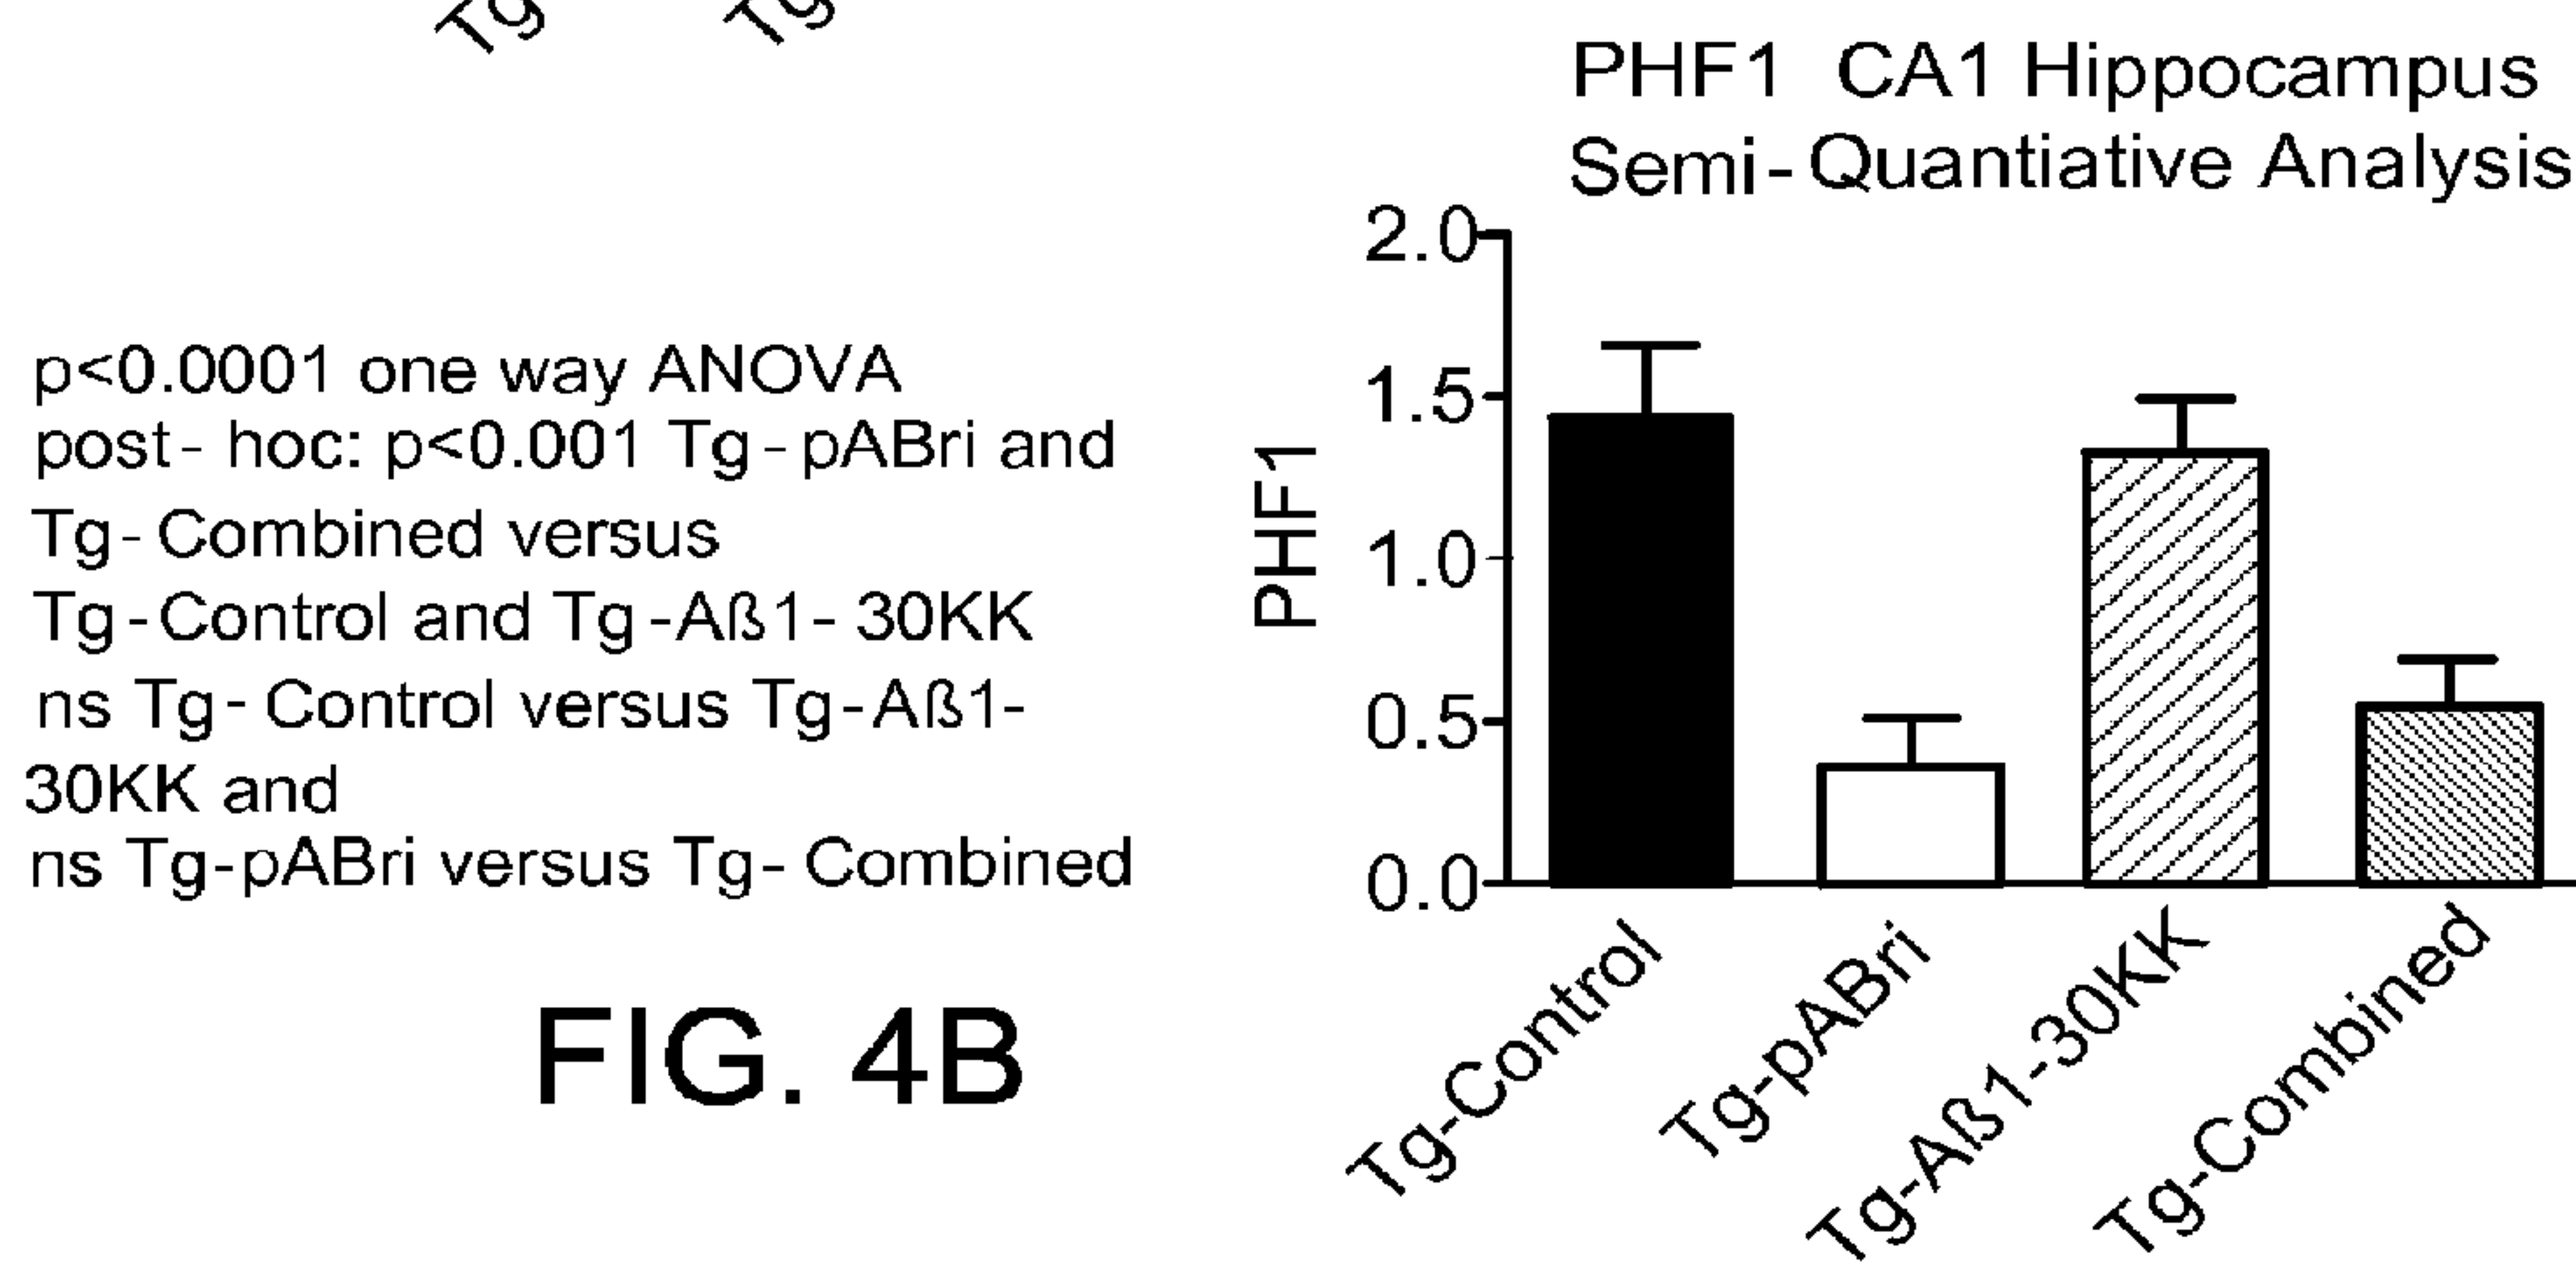 Tg Tg
PHF1 CA1 Hippocampus
Semi-Quantiative Analysis
p<0.0001 one way ANOVA
post-hoc: p<0.001 Tg-pABri and
Tg-Combined versus
Tg-Control and Tg-Aß1-30KK
ns Tg-Control versus Tg-Aß1-
30KK and
ns Tg-pABri versus Tg-Combined
FIG. 4B
PHF1
2.0
1.5
1.0
0.5
0.0
Tg-Control
Tg-pABri
Tg-Aß1-30KK
Tg-Combined